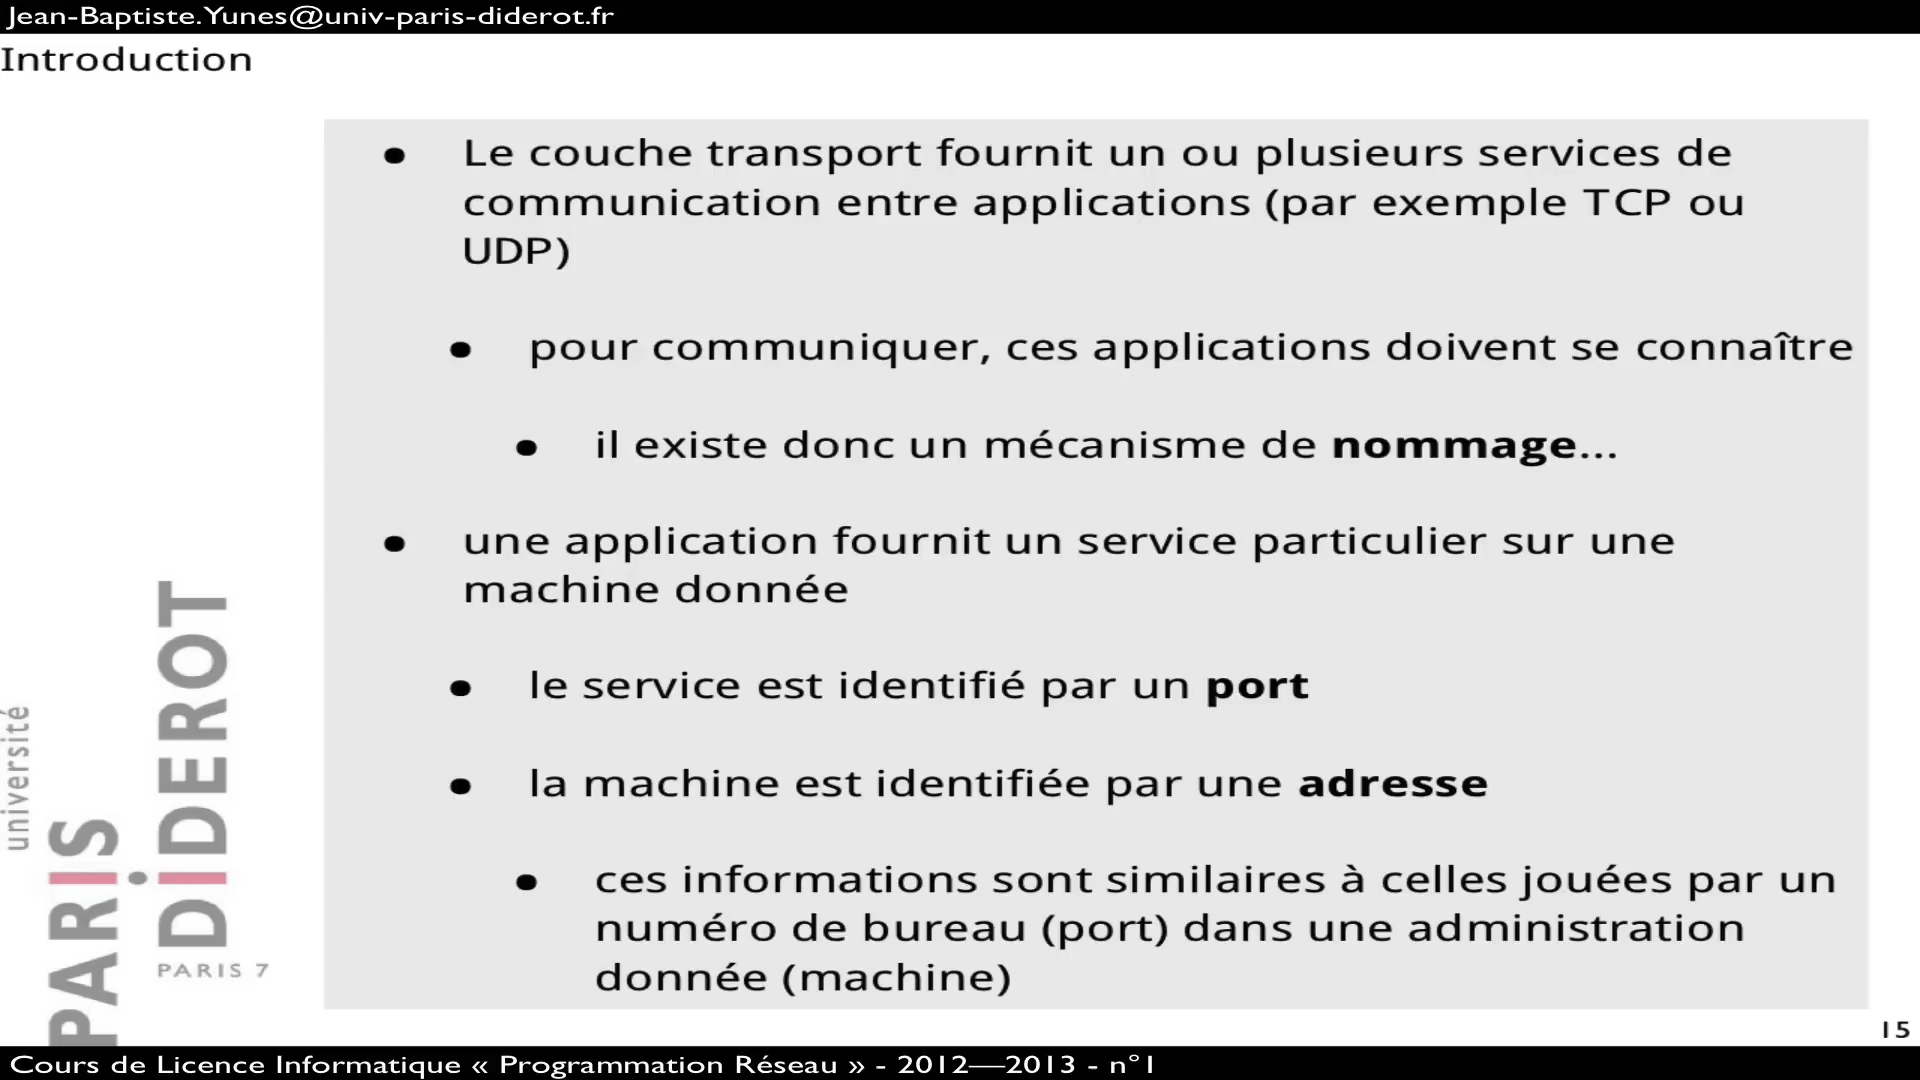 Jean-Baptiste.Yunes@univ-paris-diderot.fr
Introduction
• Le couche transport fournit un ou plusieurs services de
communication entre applications (par exemple TCP ou
UDP)
• pour communiquer, ces applications doivent se connaître
• il existe donc un mécanisme de nommage...
• une application fournit un service particulier sur une
machine donnée
• le service est identifié par un port
• la machine est identifiée par une adresse
• ces informations sont similaires à celles jouées par un
numéro de bureau (port) dans une administration
donnée (machine)
université
PARIS
DIDEROT
PARIS 7
15
Cours de Licence Informatique « Programmation Réseau » - 2012—2013 - n°1